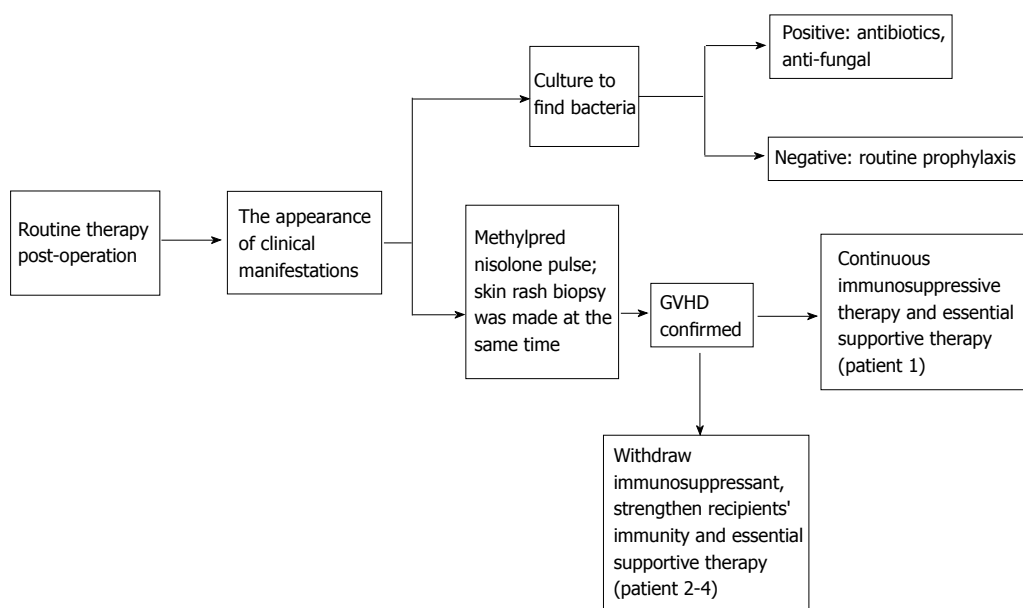 Routine therapy
post-operation
The appearance
of clinical
manifestations
Culture to
find bacteria
Positive: antibiotics,
anti-fungal
Negative: routine prophylaxis
Methylpred
nisolone pulse;
skin rash biopsy
was made at the
same time
GVHD
confirmed
Continuous
immunosuppressive
therapy and essential
supportive therapy
(patient 1)
Withdraw
immunosuppressant,
strengthen recipients'
immunity and essential
supportive therapy
(patient 2-4)